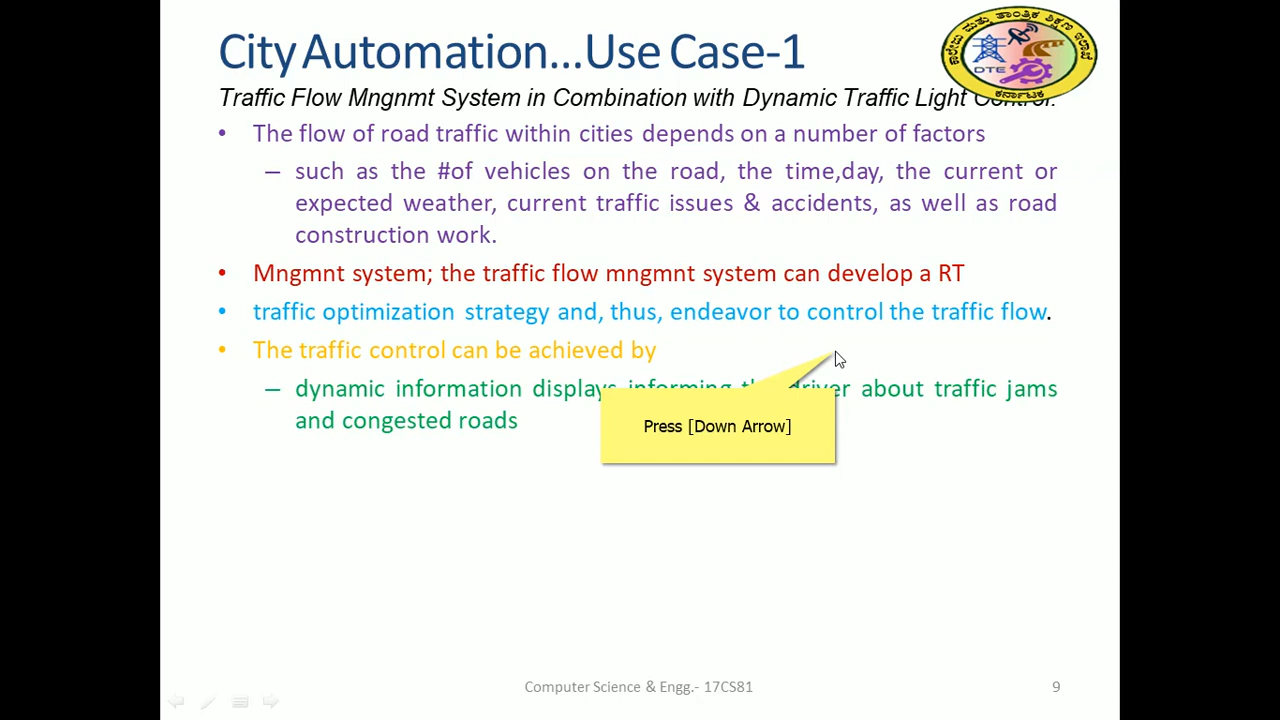 City Automation...Use Case-1
Traffic Flow Mngnmt System in Combination with Dynamic Traffic Light Control.
• The flow of road traffic within cities depends on a number of factors
– such as the #of vehicles on the road, the time,day, the current or
expected weather, current traffic issues & accidents, as well as road
construction work.
• Mngmnt system; the traffic flow mngmnt system can develop a RT
• traffic optimization strategy and, thus, endeavor to control the traffic flow.
• The traffic control can be achieved by
– dynamic information displays informing the driver about traffic jams
and congested roads
Press [Down Arrow]
DTE
ಕರ್ನಾಟಕ
Computer Science & Engg.- 17CS81
9